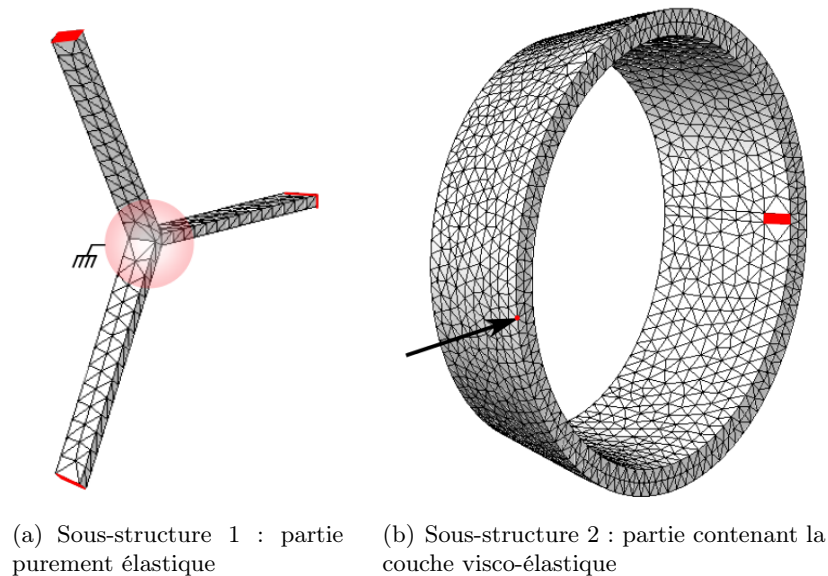 (a) Sous-structure 1 : partie
purement élastique
(b) Sous-structure 2 : partie contenant la
couche visco-élastique